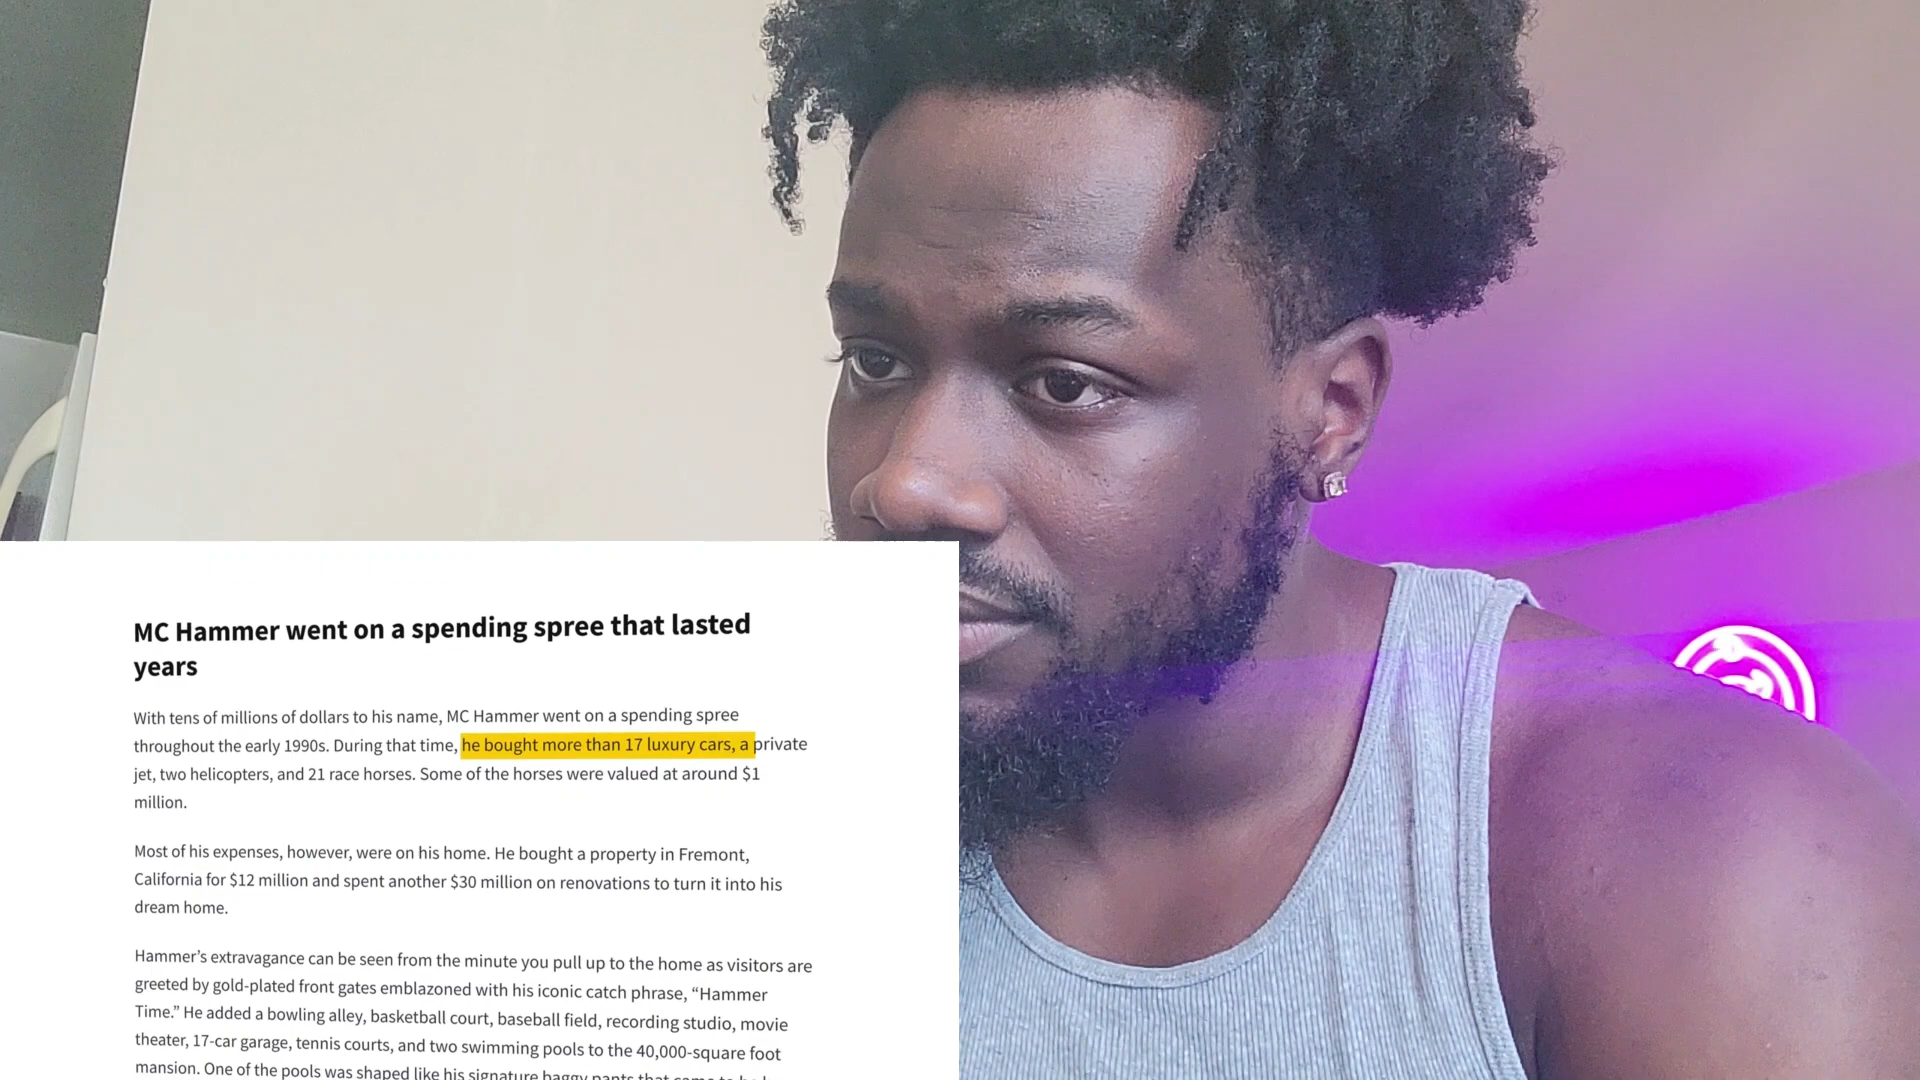 MC Hammer went on a spending spree that lasted
years
With tens of millions of dollars to his name, MC Hammer went on a spending spree
throughout the early 1990s. During that time, he bought more than 17 luxury cars, a private
jet, two helicopters, and 21 race horses. Some of the horses were valued at around $1
million.
Most of his expenses, however, were on his home. He bought a property in Fremont,
California for $12 million and spent another $30 million on renovations to turn it into his
dream home.
Hammer’s extravagance can be seen from the minute you pull up to the home as visitors are
greeted by gold-plated front gates emblazoned with his iconic catch phrase, “Hammer
Time.” He added a bowling alley, basketball court, baseball field, recording studio, movie
theater, 17-car garage, tennis courts, and two swimming pools to the 40,000-square foot
mansion. One of the pools was shaped like his signature baggy pants that